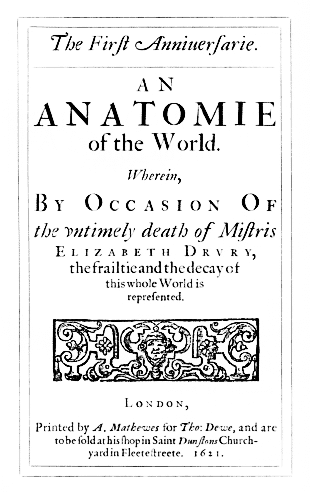 The Firſt Anniuerſarie.
AN
ANATOMIE
of the World.
Wherein,
BY OCCASION OF
the vntimely death of Miſtris
ELIZABETH DRVRY,
the frailtie and the decay of
this whole World is
repreſented.
LONDON,
Printed by A. Mathewes for Tho: Dewe, and are
to be ſold at his ſhop in Saint Dunſtons Church-
yard in Fleeteſtreete. 1621.